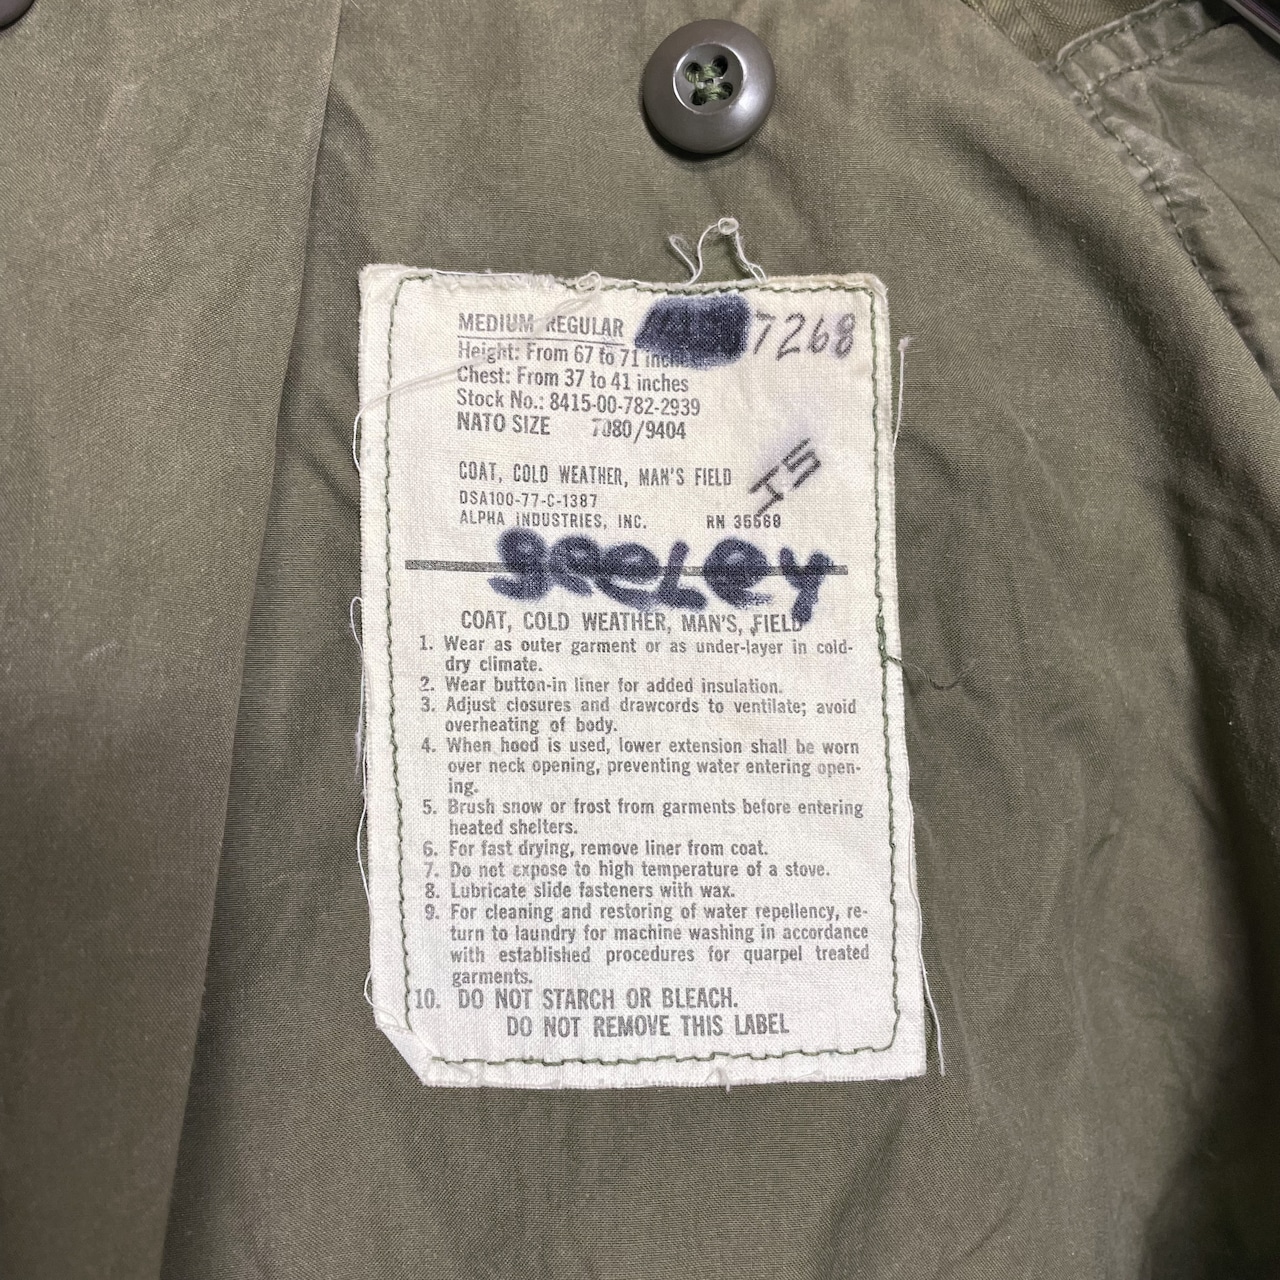 MEDIUM REGULAR 7268
Height: From 67 to 71 inches
Chest: From 37 to 41 inches
Stock No.: 8415-00-782-2939
NATO SIZE 7080/9404
JS
COAT, COLD WEATHER, MAN'S FIELD
DSA100-77-C-1387
ALPHA INDUSTRIES, INC. RN 35569
seeLey
COAT, COLD WEATHER, MAN'S, FIELD
1. Wear as outer garment or as under-layer in cold-
dry climate.
2. Wear button-in liner for added insulation.
3. Adjust closures and drawcords to ventilate; avoid
overheating of body.
4. When hood is used, lower extension shall be worn
over neck opening, preventing water entering open-
ing.
5. Brush snow or frost from garments before entering
heated shelters.
6. For fast drying, remove liner from coat.
7. Do not expose to high temperature of a stove.
8. Lubricate slide fasteners with wax.
9. For cleaning and restoring of water repellency, re-
turn to laundry for machine washing in accordance
with established procedures for quarpel treated
garments.
10. DO NOT STARCH OR BLEACH.
DO NOT REMOVE THIS LABEL